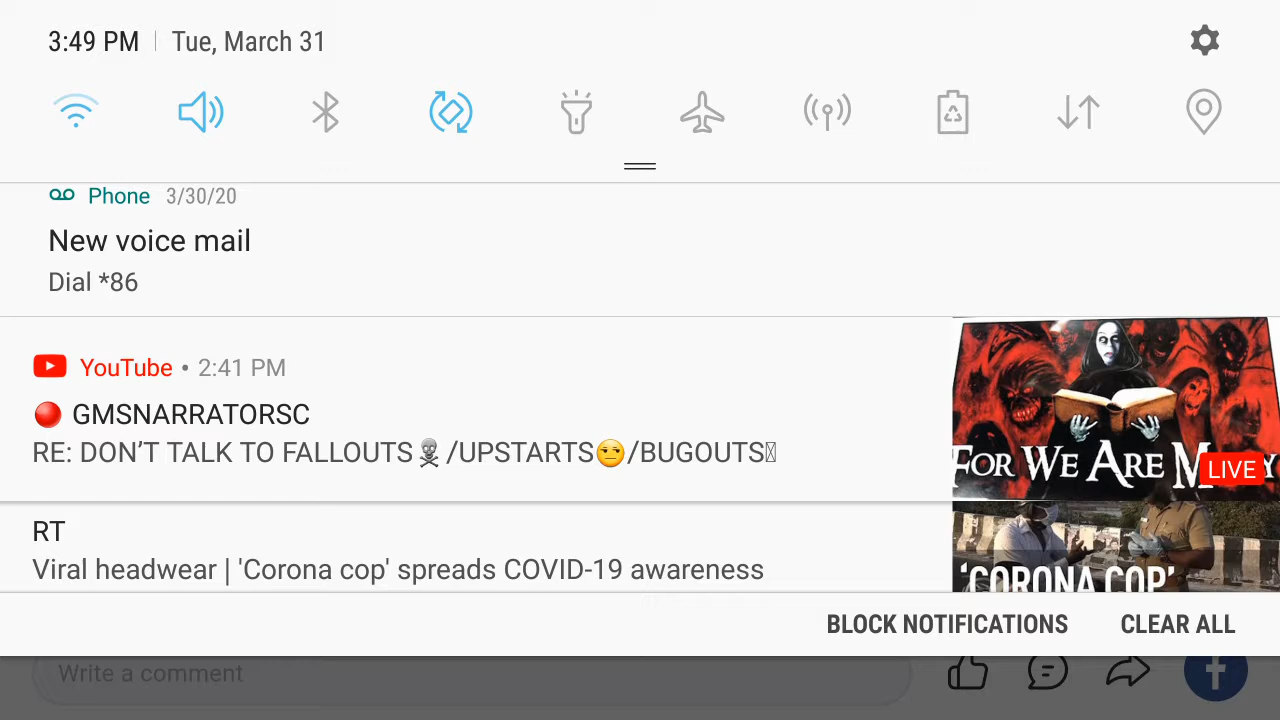 3:49 PM | Tue, March 31
Phone 3/30/20
New voice mail
Dial *86
YouTube • 2:41 PM
🔴 GMSNARRATORSC
RE: DON'T TALK TO FALLOUTS☠/UPSTARTS😒/BUGOUTS
FOR WE ARE M Y
LIVE
RT
Viral headwear | 'Corona cop' spreads COVID-19 awareness
'CORONA COP'
BLOCK NOTIFICATIONS CLEAR ALL
Write a comment